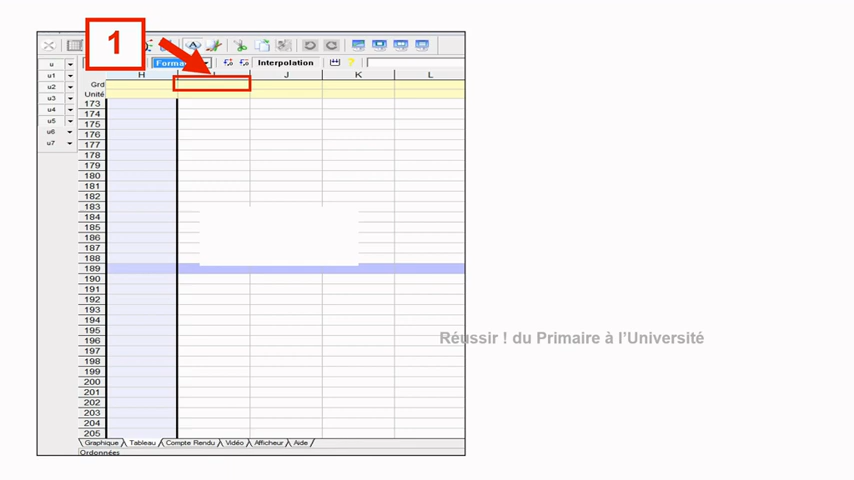 1
Format
Interpolation
u
u1
u2
u3
u4
u5
u6
u7
H I J K L
Grd
Unité
173
174
175
176
177
178
179
180
181
182
183
184
185
186
187
188
189
190
191
192
193
194
195
196
197
198
199
200
201
202
203
204
205
Réussir ! du Primaire à l’Université
Graphique Tableau Compte Rendu Vidéo Afficheur Aide
Ordonnées